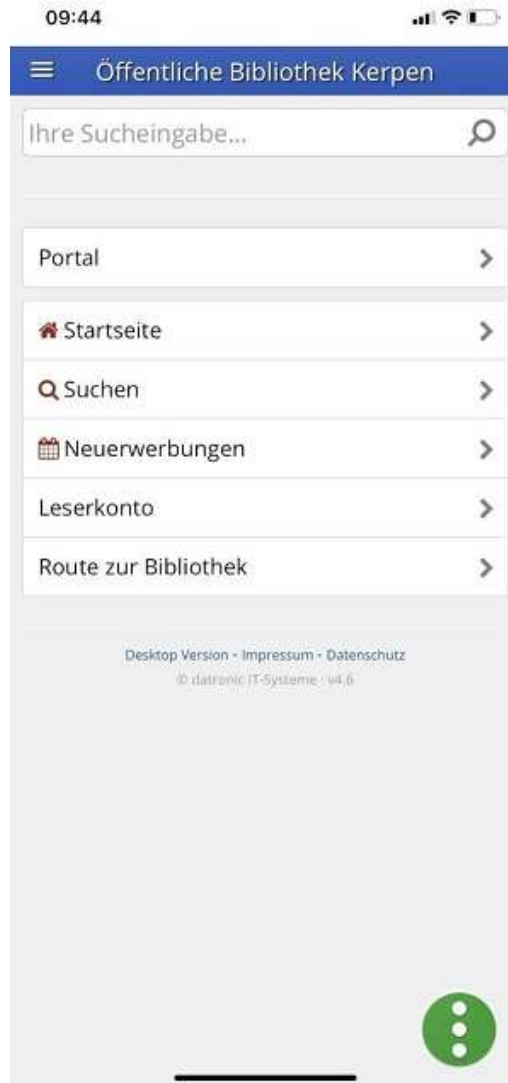 09:44
Öffentliche Bibliothek Kerpen
Ihre Sucheingabe...
Portal
Startseite
Suchen
Neuerwerbungen
Leserkonto
Route zur Bibliothek
Desktop Version - Impressum - Datenschutz
© datronic IT-Systeme - v4.6